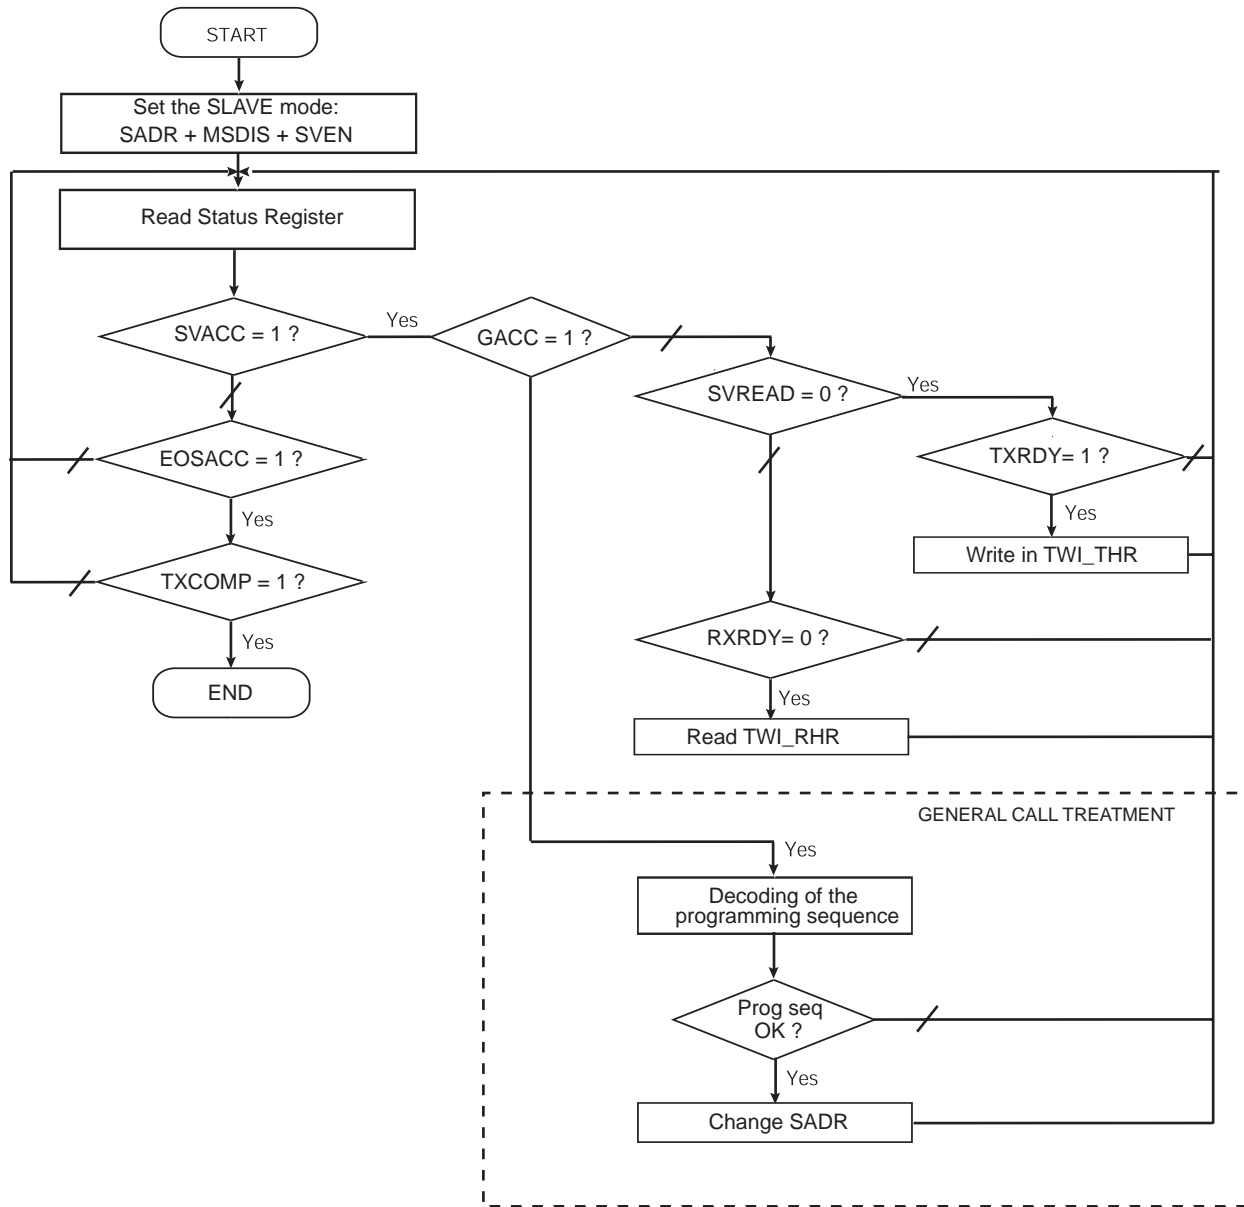 START
Set the SLAVE mode:
SADR + MSDIS + SVEN
Read Status Register
SVACC = 1 ?
Yes
GACC = 1 ?
SVREAD = 0 ?
Yes
EOSACC = 1 ?
TXRDY= 1 ?
Yes
Yes
Write in TWI_THR
TXCOMP = 1 ?
Yes
RXRDY= 0 ?
END
Yes
Read TWI_RHR
GENERAL CALL TREATMENT
Yes
Decoding of the
programming sequence
Prog seq
OK ?
Yes
Change SADR